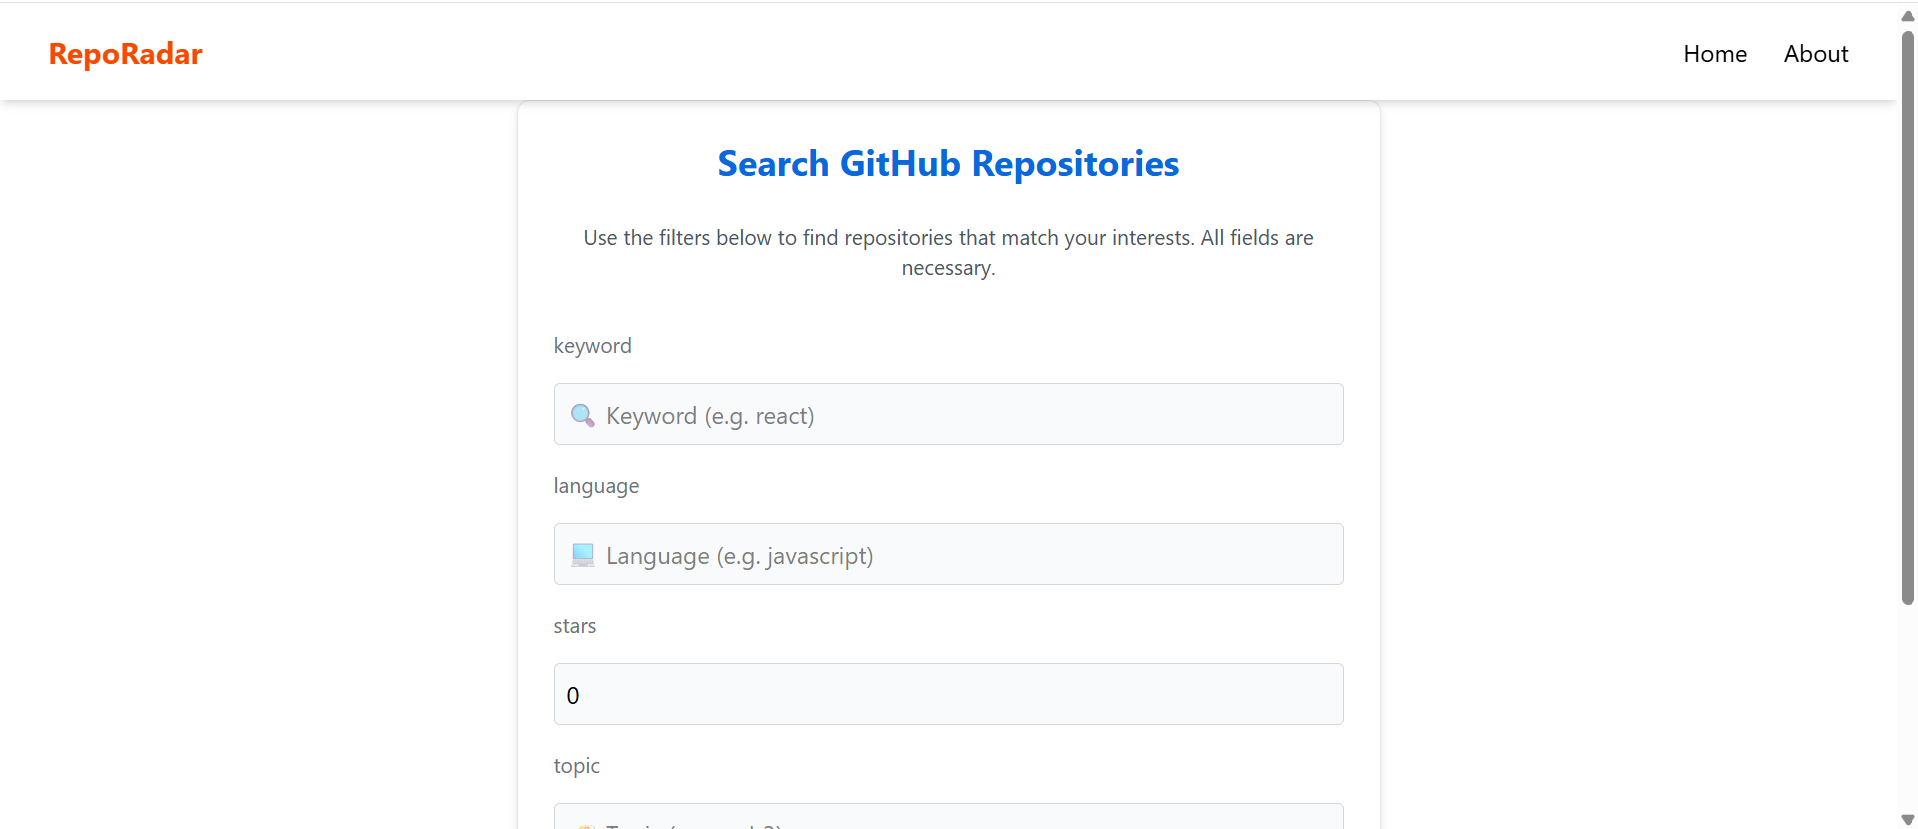 RepoRadar
Home About
Search GitHub Repositories
Use the filters below to find repositories that match your interests. All fields are
necessary.
keyword
🔍 Keyword (e.g. react)
language
💻 Language (e.g. javascript)
stars
0
topic